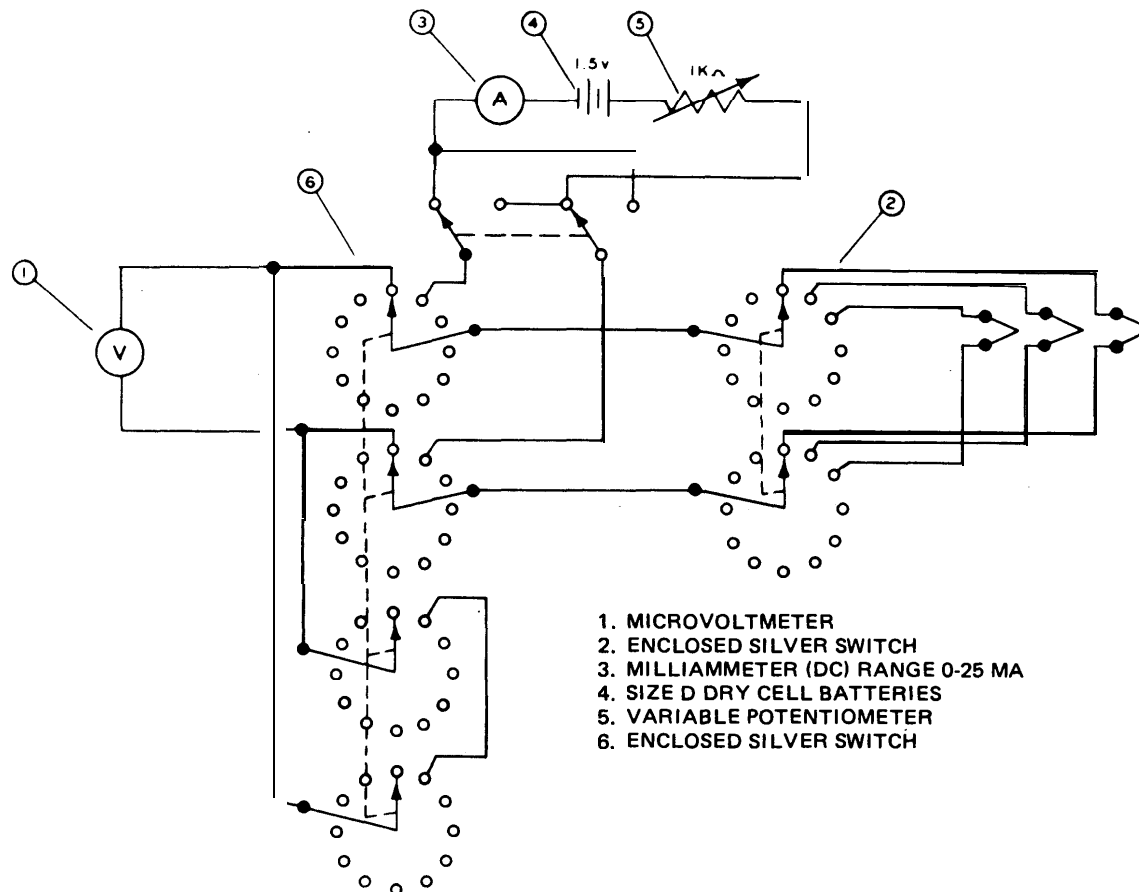 3
4
5
1.5V
1KΩ
A
6
2
1
V
1. MICROVOLTMETER
2. ENCLOSED SILVER SWITCH
3. MILLIAMMETER (DC) RANGE 0-25 MA
4. SIZE D DRY CELL BATTERIES
5. VARIABLE POTENTIOMETER
6. ENCLOSED SILVER SWITCH